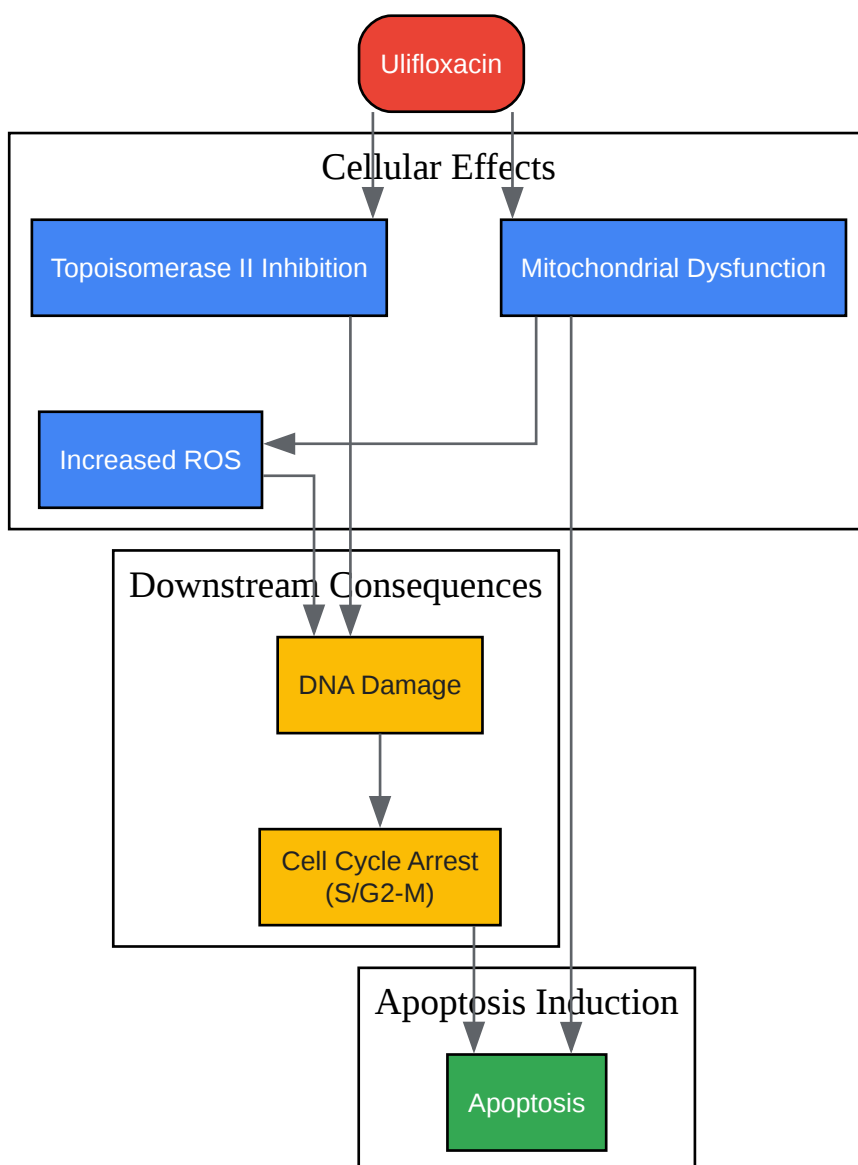 Ulifloxacin
Cellular Effects
Topoisomerase II Inhibition
Mitochondrial Dysfunction
Increased ROS
Downstream Consequences
DNA Damage
Cell Cycle Arrest
(S/G2-M)
Apoptosis Induction
Apoptosis